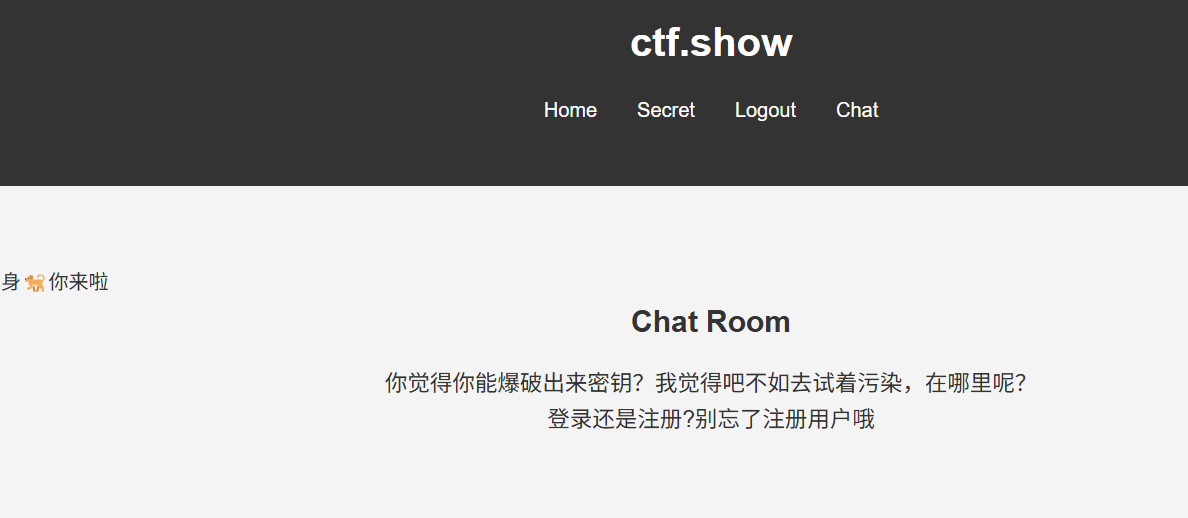 ctf.show
Home Secret Logout Chat
身🐕你来啦
Chat Room
你觉得你能爆破出来密钥？我觉得吧不如去试着污染，在哪里呢?
登录还是注册?别忘了注册用户哦